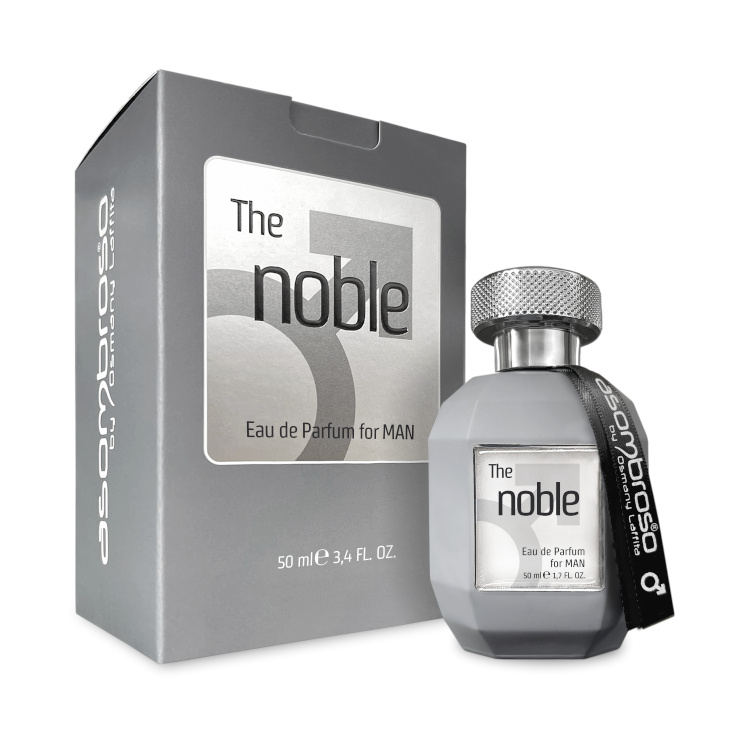 The
noble
Eau de Parfum for MAN
50 ml ℮ 3,4 FL. OZ.
asombroso®
by / Osmany Laffita
The
noble
Eau de Parfum
for MAN
50 ml ℮ 1,7 FL. OZ.
asombroso®
by / Osmany Laffita